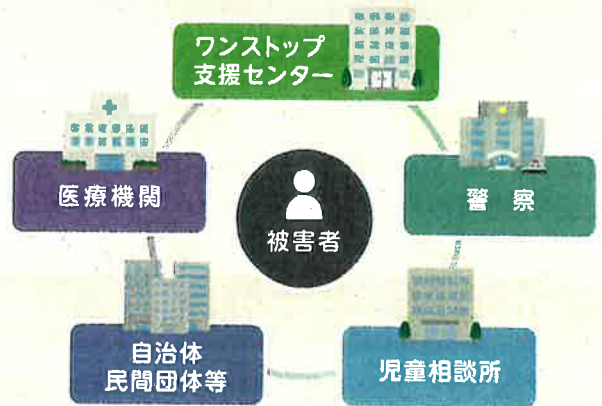 ワンストップ
支援センター
医療機関
警察
被害者
自治体
民間団体等
児童相談所